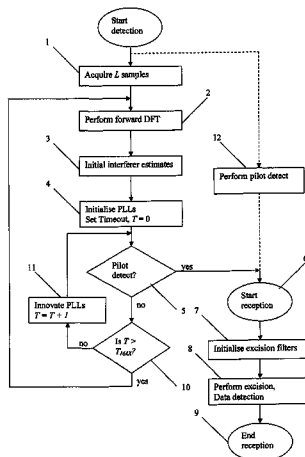 Start
detection
1
Acquire L samples
2
Perform forward DFT
3
12
Initial interferer estimates
Perform pilot detect
4
Initialise PLLs
Set Timeout, T = 0
11
Pilot
detect?
yes
6
Start
reception
Innovate PLLs
T = T + 1
no
5
7
Initialise excision filters
Is T >
TMAX?
no
8
Perform excision,
Data detection
yes
10
9
End
reception